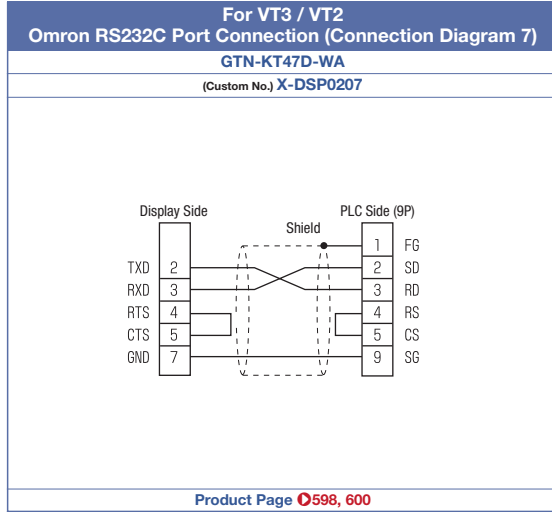 For VT3 / VT2
Omron RS232C Port Connection (Connection Diagram 7)
GTN-KT47D-WA
(Custom No.) X-DSP0207
Display Side
PLC Side (9P)
Shield
1 FG
TXD 2 2 SD
RXD 3 3 RD
RTS 4 4 RS
CTS 5 5 CS
GND 7 9 SG
Product Page 598, 600